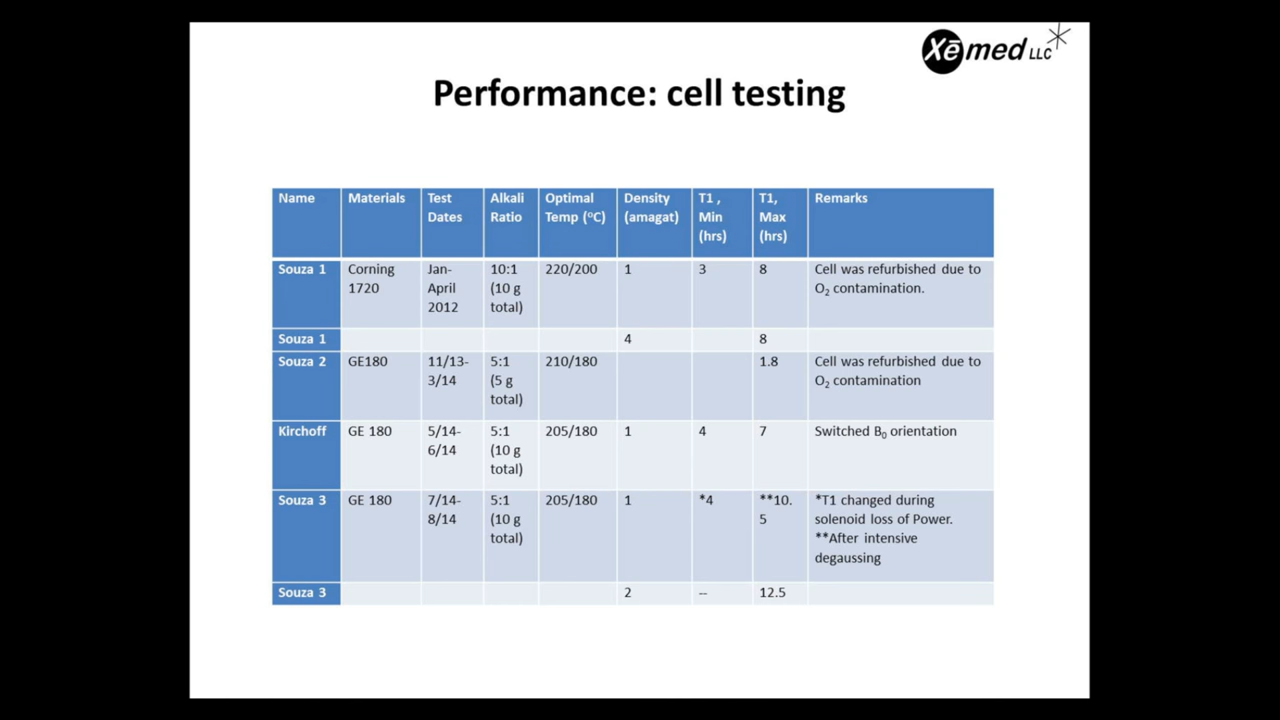 Xēmed LLC
Performance: cell testing
Name Materials Test Dates Alkali Ratio Optimal Temp (°C) Density (amagat) T1 , Min (hrs) T1, Max (hrs) Remarks
Souza 1 Corning 1720 Jan-April 2012 10:1 (10 g total) 220/200 1 3 8 Cell was refurbished due to O₂ contamination.
Souza 1 4 8
Souza 2 GE180 11/13-3/14 5:1 (5 g total) 210/180 1.8 Cell was refurbished due to O₂ contamination
Kirchoff GE 180 5/14-6/14 5:1 (10 g total) 205/180 1 4 7 Switched B₀ orientation
Souza 3 GE 180 7/14-8/14 5:1 (10 g total) 205/180 1 *4 **10.5 *T1 changed during solenoid loss of Power. **After intensive degaussing
Souza 3 2 -- 12.5